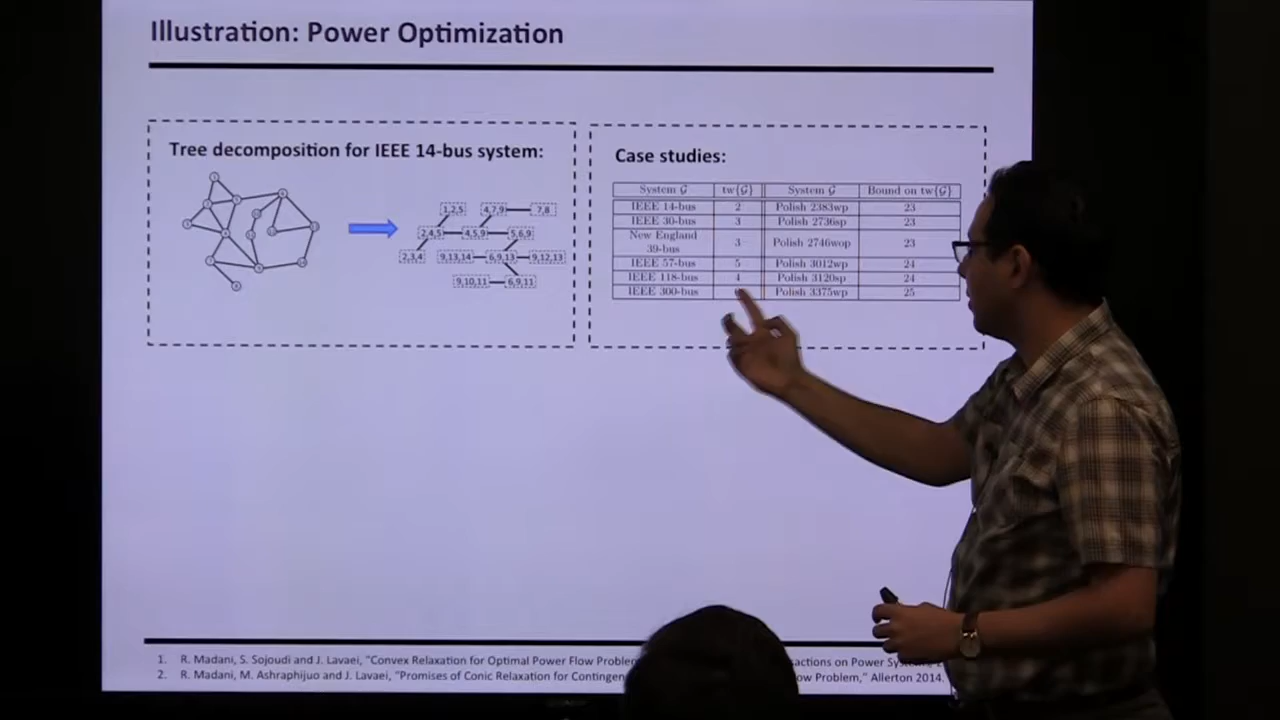 Illustration: Power Optimization
Tree decomposition for IEEE 14-bus system:
1,2,5 4,7,9 7,8
2,4,5 4,5,9 5,6,9
2,3,4 9,13,14 6,9,13 9,12,13
9,10,11 6,9,11
Case studies:
System G tw{G} System G Bound on tw{G}
IEEE 14-bus 2 Polish 2383wp 23
IEEE 30-bus 3 Polish 2736sp 23
New England 39-bus 3 Polish 2746wop 23
IEEE 57-bus 5 Polish 3012wp 24
IEEE 118-bus 4 Polish 3120sp 24
IEEE 300-bus Polish 3375wp 25
1. R. Madani, S. Sojoudi and J. Lavaei, "Convex Relaxation for Optimal Power Flow on Power
2. R. Madani, M. Ashraphijuo and J. Lavaei, "Promises of Conic Relaxation for Problem," Allerton 2014.